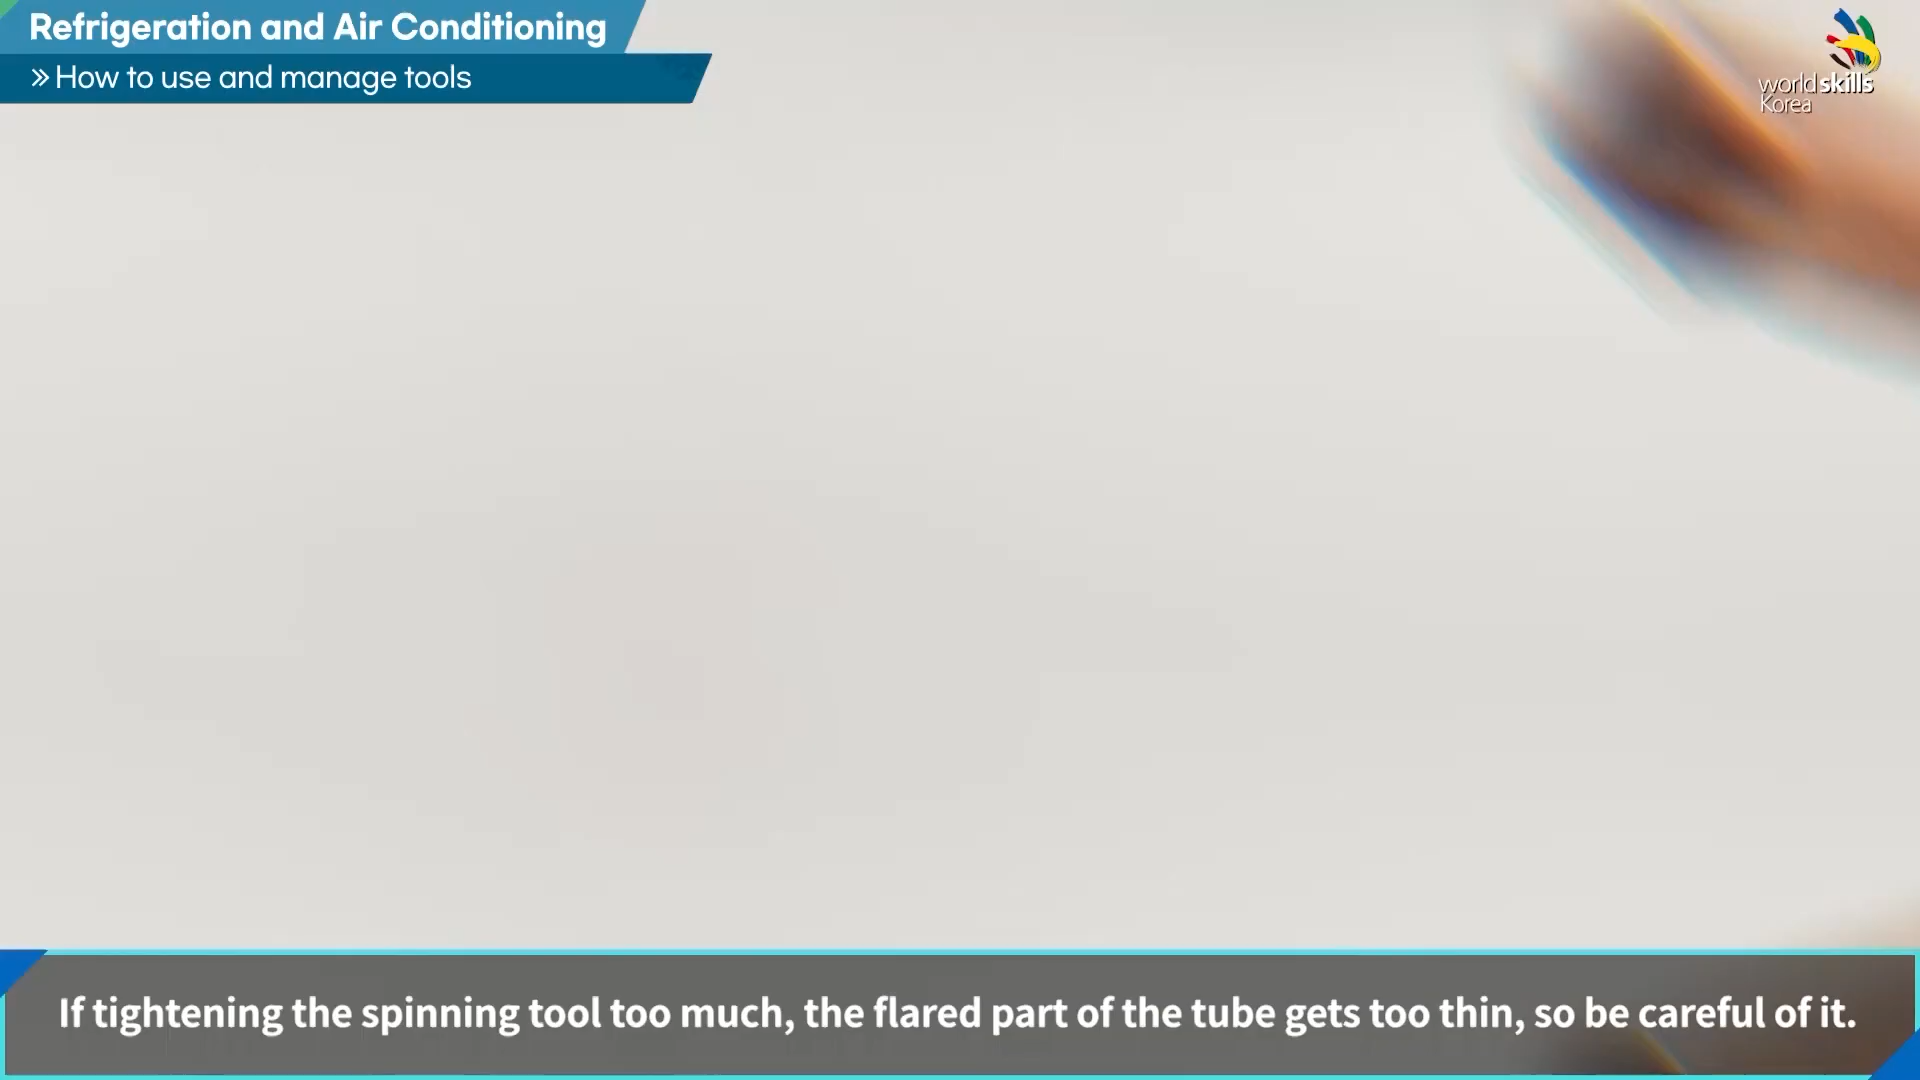 Refrigeration and Air Conditioning
» How to use and manage tools
worldskills
Korea
If tightening the spinning tool too much, the flared part of the tube gets too thin, so be careful of it.